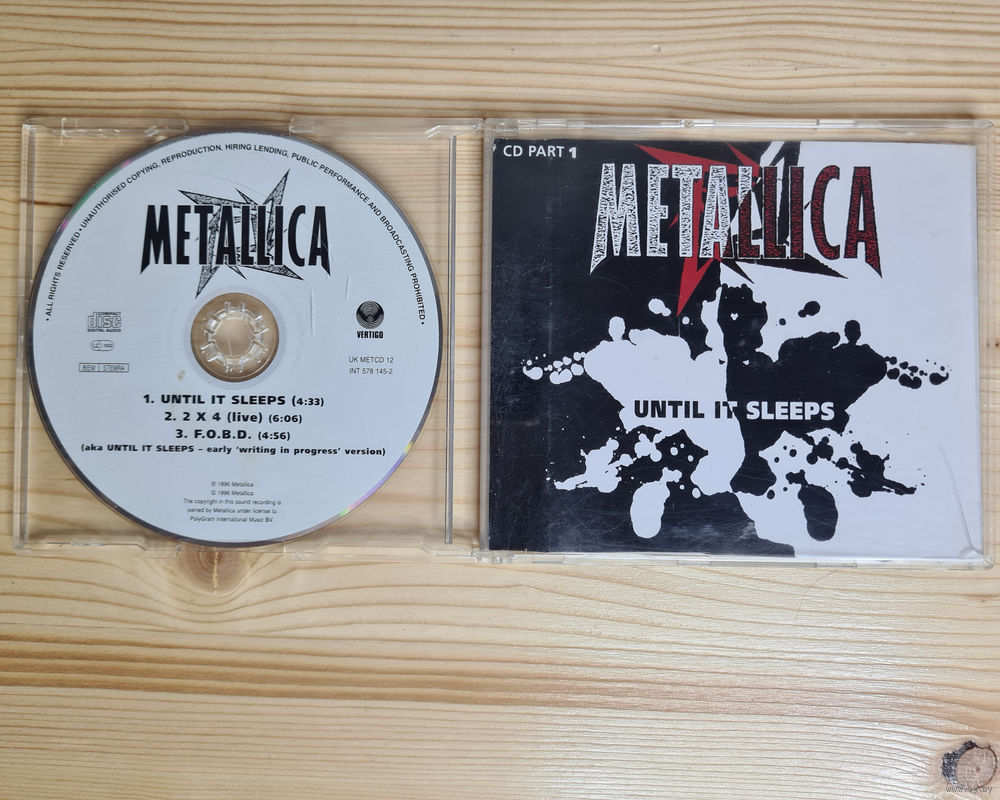 • ALL RIGHTS RESERVED • UNAUTHORISED COPYING, REPRODUCTION, HIRING LENDING, PUBLIC PERFORMANCE AND BROADCASTING PROHIBITED •
METALLICA
COMPACT
disc
DIGITAL AUDIO
LC
BIEM STEMRA
VERTIGO
UK METCD 12
INT 578 145-2
1. UNTIL IT SLEEPS (4:33)
2. 2 X 4 (live) (6:06)
3. F.O.B.D. (4:56)
(aka UNTIL IT SLEEPS – early 'writing in progress' version)
℗ 1996 Metallica
© 1996 Metallica
The copyright in this sound recording is
owned by Metallica under license to
PolyGram International Music BV.
CD PART 1
METALLICA
UNTIL IT SLEEPS